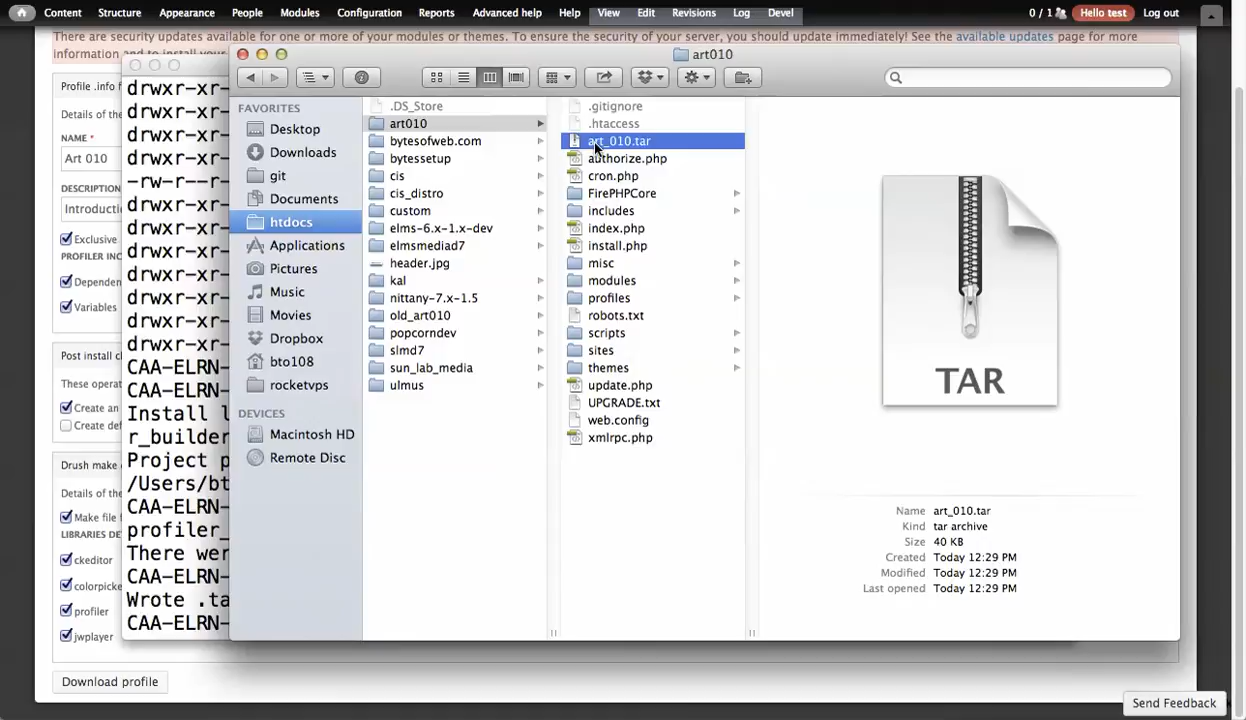 Content Structure Appearance People Modules Configuration Reports Advanced help Help View Edit Revisions Log Devel 0 / 1 Hello test Log out
There are security updates available for one or more of your modules or themes. To ensure the security of your server, you should update immediately! See the available updates page for more
information and to install your
Profile .info f
Details of the
NAME *
Art 010
DESCRIPTION
Introductio
Exclusive
PROFILER INC
Dependen
Variables
Post install cl
These operat
Create an
Create def
Drush make
Details of the
Make file f
LIBRARIES DE
ckeditor
colorpicke
profiler
jwplayer
Download profile
drwxr-xr-
drwxr-xr-
drwxr-xr-
drwxr-xr-
-rw-r--r-
drwxr-xr-
drwxr-xr-
drwxr-xr-
drwxr-xr-
drwxr-xr-
drwxr-xr-
drwxr-xr-
CAA-ELRN-
CAA-ELRN-
Install l
r_builder
Project p
/Users/bt
CAA-ELRN-
profiler_
There wer
CAA-ELRN-
Wrote .ta
CAA-ELRN-
art010
FAVORITES
Desktop
Downloads
git
Documents
htdocs
Applications
Pictures
Music
Movies
Dropbox
bto108
rocketvps
DEVICES
Macintosh HD
Remote Disc
.DS_Store
art010
bytesofweb.com
bytessetup
cis
cis_distro
custom
elms-6.x-1.x-dev
elmsmediad7
header.jpg
kal
nittany-7.x-1.5
old_art010
popcorndev
slmd7
sun_lab_media
ulmus
.gitignore
.htaccess
art_010.tar
authorize.php
cron.php
FirePHPCore
includes
index.php
install.php
misc
modules
profiles
robots.txt
scripts
sites
themes
update.php
UPGRADE.txt
web.config
xmlrpc.php
TAR
Name art_010.tar
Kind tar archive
Size 40 KB
Created Today 12:29 PM
Modified Today 12:29 PM
Last opened Today 12:29 PM
Send Feedback